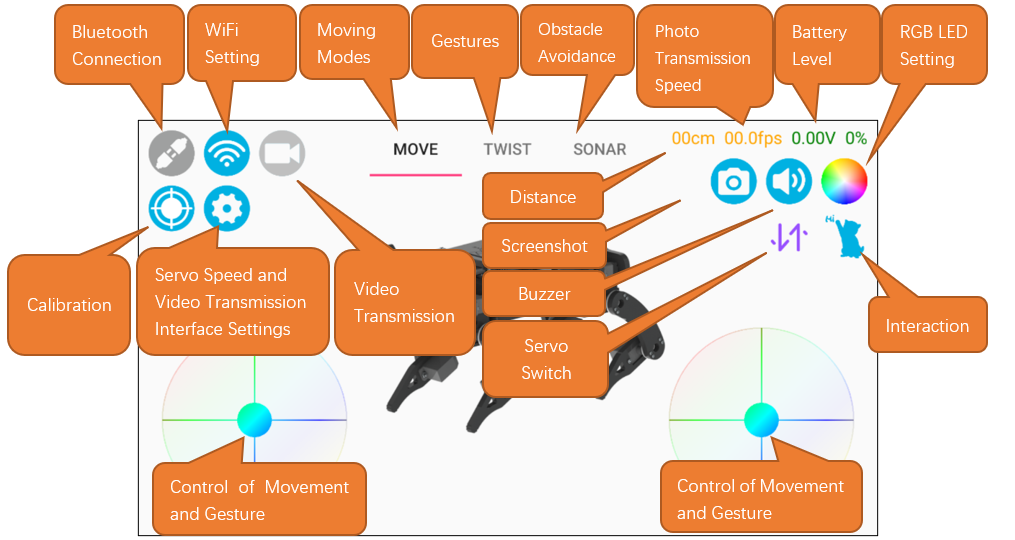 Bluetooth
Connection
WiFi
Setting
Moving
Modes
Gestures
Obstacle
Avoidance
Photo
Transmission
Speed
Battery
Level
RGB LED
Setting
MOVE
TWIST
SONAR
00cm 00.0fps 0.00V 0%
Distance
Screenshot
Hi
Buzzer
Calibration
Servo Speed and
Video Transmission
Interface Settings
Video
Transmission
Servo
Switch
Interaction
Control of Movement
and Gesture
Control of Movement
and Gesture